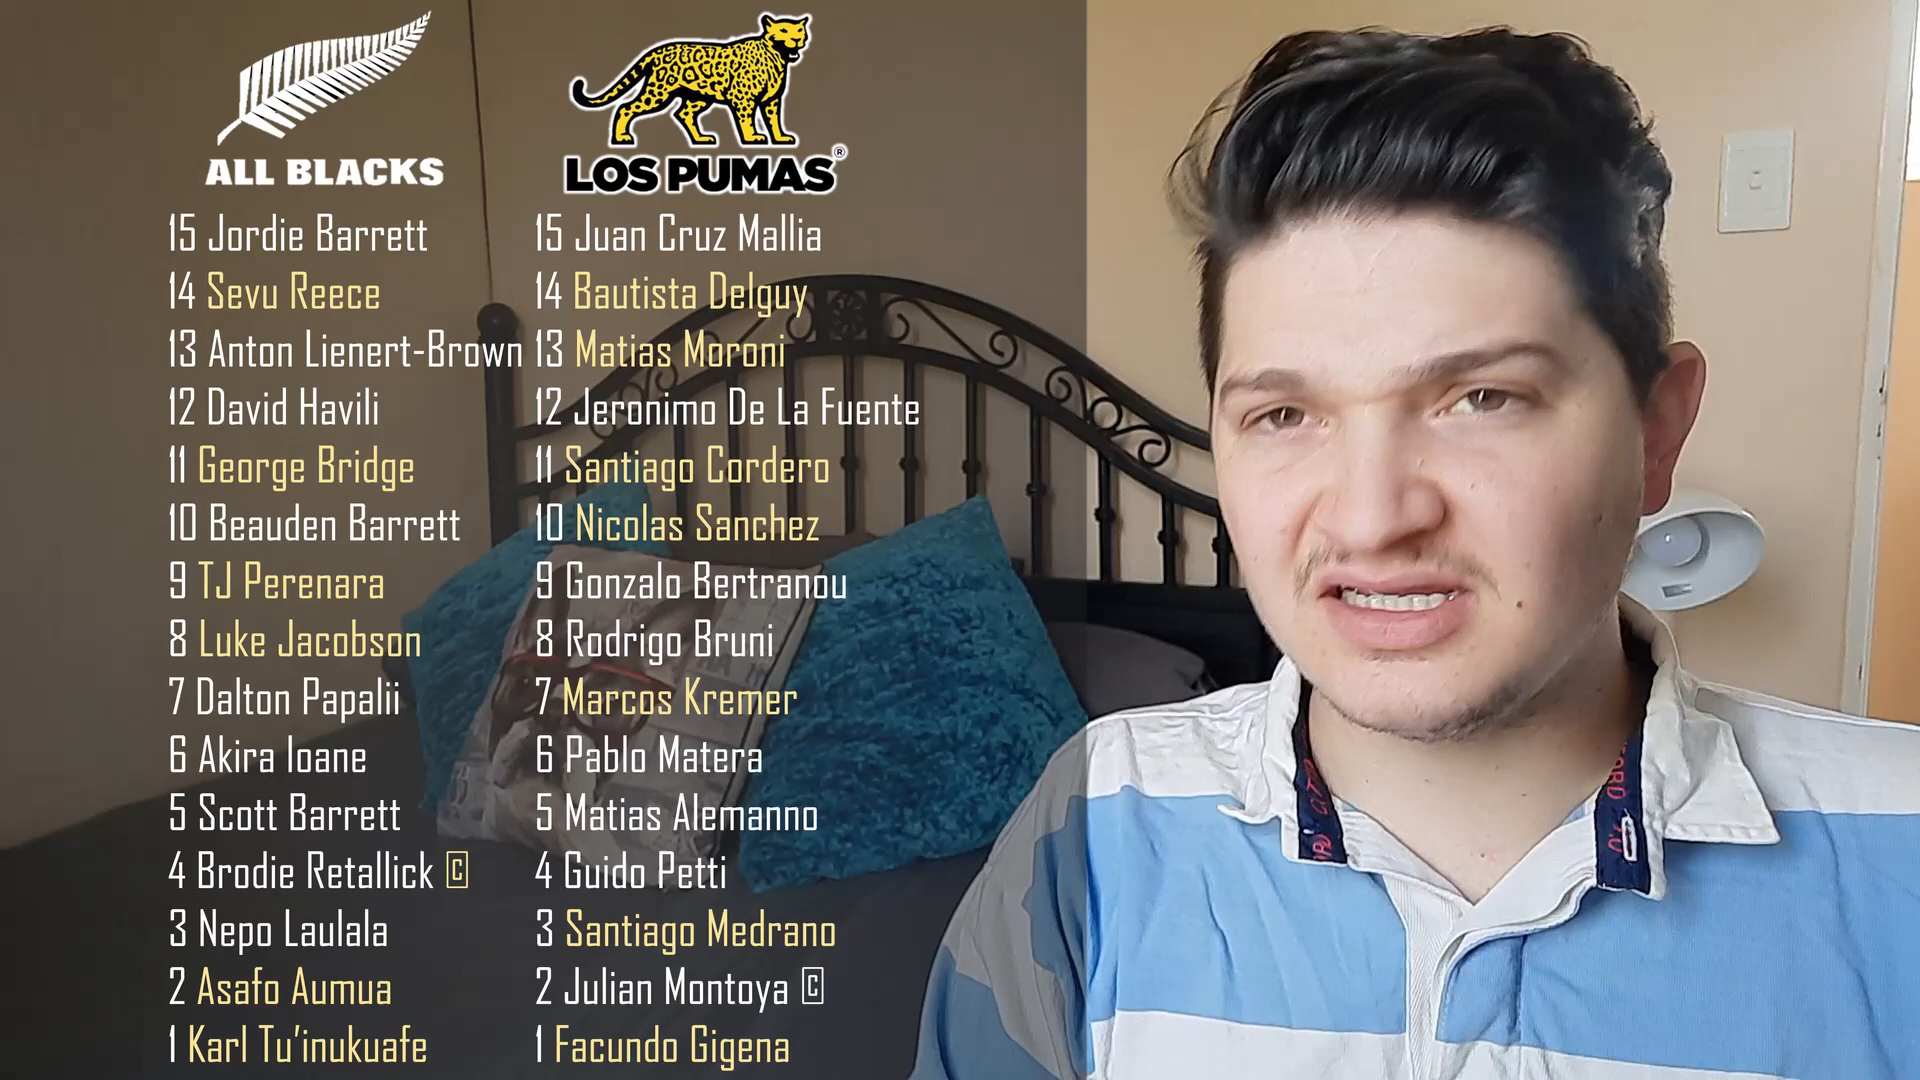 ALL BLACKS
15 Jordie Barrett
14 Sevu Reece
13 Anton Lienert-Brown
12 David Havili
11 George Bridge
10 Beauden Barrett
9 TJ Perenara
8 Luke Jacobson
7 Dalton Papalii
6 Akira Ioane
5 Scott Barrett
4 Brodie Retallick C
3 Nepo Laulala
2 Asafo Aumua
1 Karl Tu'inukuafe
LOS PUMAS®
15 Juan Cruz Mallia
14 Bautista Delguy
13 Matias Moroni
12 Jeronimo De La Fuente
11 Santiago Cordero
10 Nicolas Sanchez
9 Gonzalo Bertranou
8 Rodrigo Bruni
7 Marcos Kremer
6 Pablo Matera
5 Matias Alemanno
4 Guido Petti
3 Santiago Medrano
2 Julian Montoya C
1 Facundo Gigena